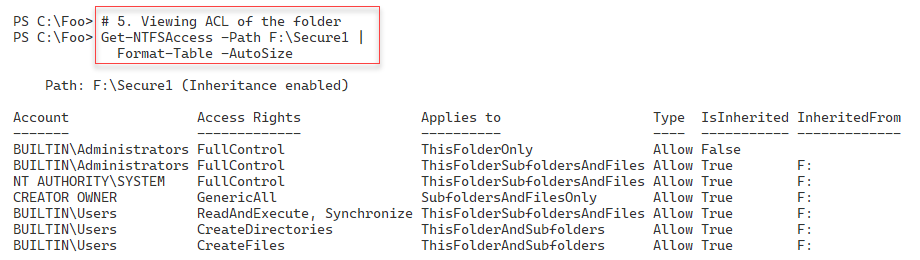 PS C:\Foo> # 5. Viewing ACL of the folder
PS C:\Foo> Get-NTFSAccess -Path F:\Secure1 |
Format-Table -AutoSize
Path: F:\Secure1 (Inheritance enabled)
Account Access Rights Applies to Type IsInherited InheritedFrom
------- ------------- ---------- ---- ----------- -------------
BUILTIN\Administrators FullControl ThisFolderOnly Allow False
BUILTIN\Administrators FullControl ThisFolderSubfoldersAndFiles Allow True F:
NT AUTHORITY\SYSTEM FullControl ThisFolderSubfoldersAndFiles Allow True F:
CREATOR OWNER GenericAll SubfoldersAndFilesOnly Allow True F:
BUILTIN\Users ReadAndExecute, Synchronize ThisFolderSubfoldersAndFiles Allow True F:
BUILTIN\Users CreateDirectories ThisFolderAndSubfolders Allow True F:
BUILTIN\Users CreateFiles ThisFolderAndSubfolders Allow True F: